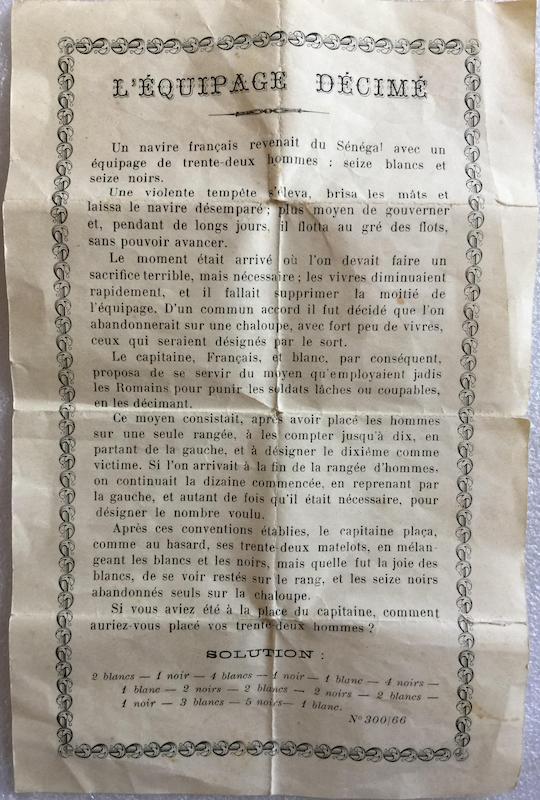 L'ÉQUIPAGE DÉCIMÉ
Un navire français revenait du Sénégal avec un
équipage de trente-deux hommes : seize blancs et
seize noirs.
Une violente tempête s'éleva, brisa les mâts et
laissa le navire désemparé ; plus moyen de gouverner
et, pendant de longs jours, il flotta au gré des flots,
sans pouvoir avancer.
Le moment était arrivé où l'on devait faire un
sacrifice terrible, mais nécessaire ; les vivres diminuaient
rapidement, et il fallait supprimer la moitié de
l'équipage. D'un commun accord il fut décidé que l'on
abandonnerait sur une chaloupe, avec fort peu de vivres,
ceux qui seraient désignés par le sort.
Le capitaine, Français, et blanc, par conséquent,
proposa de se servir du moyen qu'employaient jadis
les Romains pour punir les soldats lâches ou coupables,
en les décimant.
Ce moyen consistait, après avoir placé les hommes
sur une seule rangée, à les compter jusqu'à dix, en
partant de la gauche, et à désigner le dixième comme
victime. Si l'on arrivait à la fin de la rangée d'hommes,
on continuait la dizaine commencée, en reprenant par
la gauche, et autant de fois qu'il était nécessaire, pour
désigner le nombre voulu.
Après ces conventions établies, le capitaine plaça,
comme au hasard, ses trente-deux matelots, en mélan-
geant les blancs et les noirs, mais quelle fut la joie des
blancs, de se voir restés sur le rang, et les seize noirs
abandonnés seuls sur la chaloupe.
Si vous aviez été à la place du capitaine, comment
auriez-vous placé vos trente-deux hommes ?
SOLUTION :
2 blancs — 1 noir — 4 blancs — 1 noir — 1 blanc — 4 noirs —
1 blanc — 2 noirs — 2 blancs — 2 noirs — 2 blancs —
1 noir — 3 blancs — 5 noirs — 1 blanc.
N° 300/66